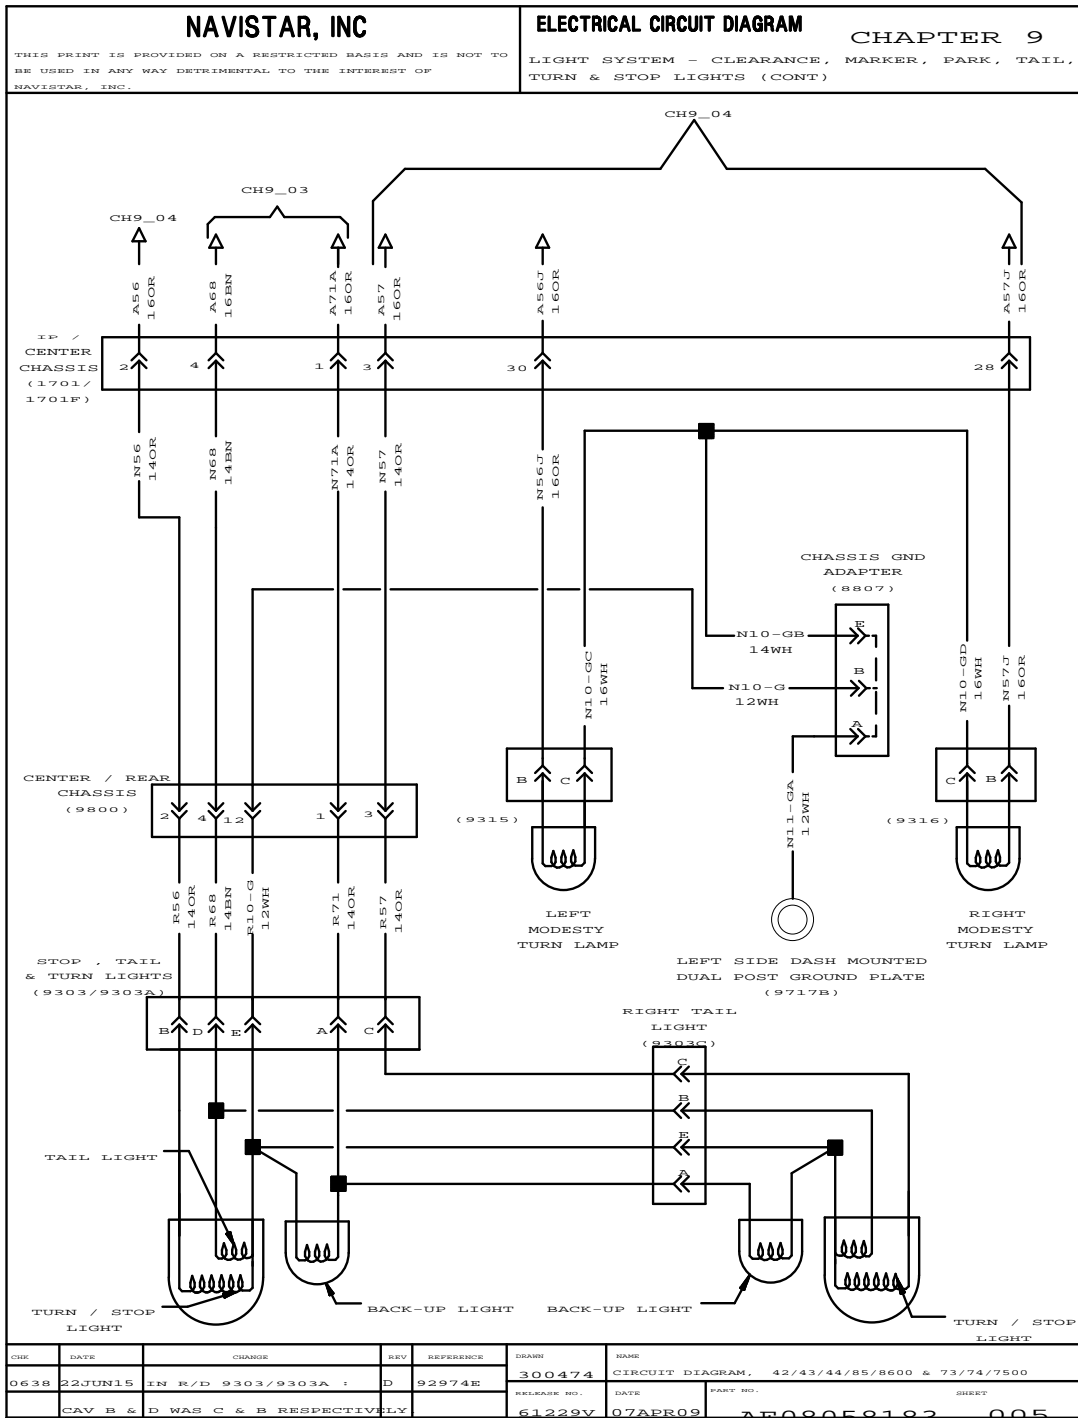 NAVISTAR, INC
THIS PRINT IS PROVIDED ON A RESTRICTED BASIS AND IS NOT TO
BE USED IN ANY WAY DETRIMENTAL TO THE INTEREST OF
NAVISTAR, INC.
ELECTRICAL CIRCUIT DIAGRAM
CHAPTER 9
LIGHT SYSTEM - CLEARANCE, MARKER, PARK, TAIL,
TURN & STOP LIGHTS (CONT)
CH9_04
CH9_03
CH9_04
A56
16OR
A68
16BN
A71A
16OR
A57
16OR
A56J
16OR
A57J
16OR
IP /
CENTER
CHASSIS
(1701/
1701F)
2
4
1
3
30
28
N56
14OR
N68
14BN
N71A
14OR
N57
14OR
N56J
16OR
CHASSIS GND
ADAPTER
(8807)
E
B
A
N10-GB
14WH
N10-G
12WH
N10-GC
16WH
N10-GD
16WH
N57J
16OR
N11-GA
12WH
CENTER / REAR
CHASSIS
(9800)
2
4
12
1
3
B
C
C
B
(9315)
(9316)
R56
14OR
R68
14BN
R10-G
12WH
R71
14OR
R57
14OR
LEFT
MODESTY
TURN LAMP
RIGHT
MODESTY
TURN LAMP
LEFT SIDE DASH MOUNTED
DUAL POST GROUND PLATE
(9717B)
STOP , TAIL
& TURN LIGHTS
(9303/9303A)
B
D
E
A
C
RIGHT TAIL
LIGHT
(9303C)
C
B
E
A
TAIL LIGHT
TURN / STOP
LIGHT
BACK-UP LIGHT
BACK-UP LIGHT
TURN / STOP
LIGHT
CHK
DATE
CHANGE
REV
REFERENCE
0638
22JUN15
IN R/D 9303/9303A :
D
92974E
CAV B & D WAS C & B RESPECTIVELY.
DRAWN
300474
NAME
CIRCUIT DIAGRAM, 42/43/44/85/8600 & 73/74/7500
RELEASE NO.
61229V
DATE
07APR09
PART NO.
AE08058182
SHEET
005